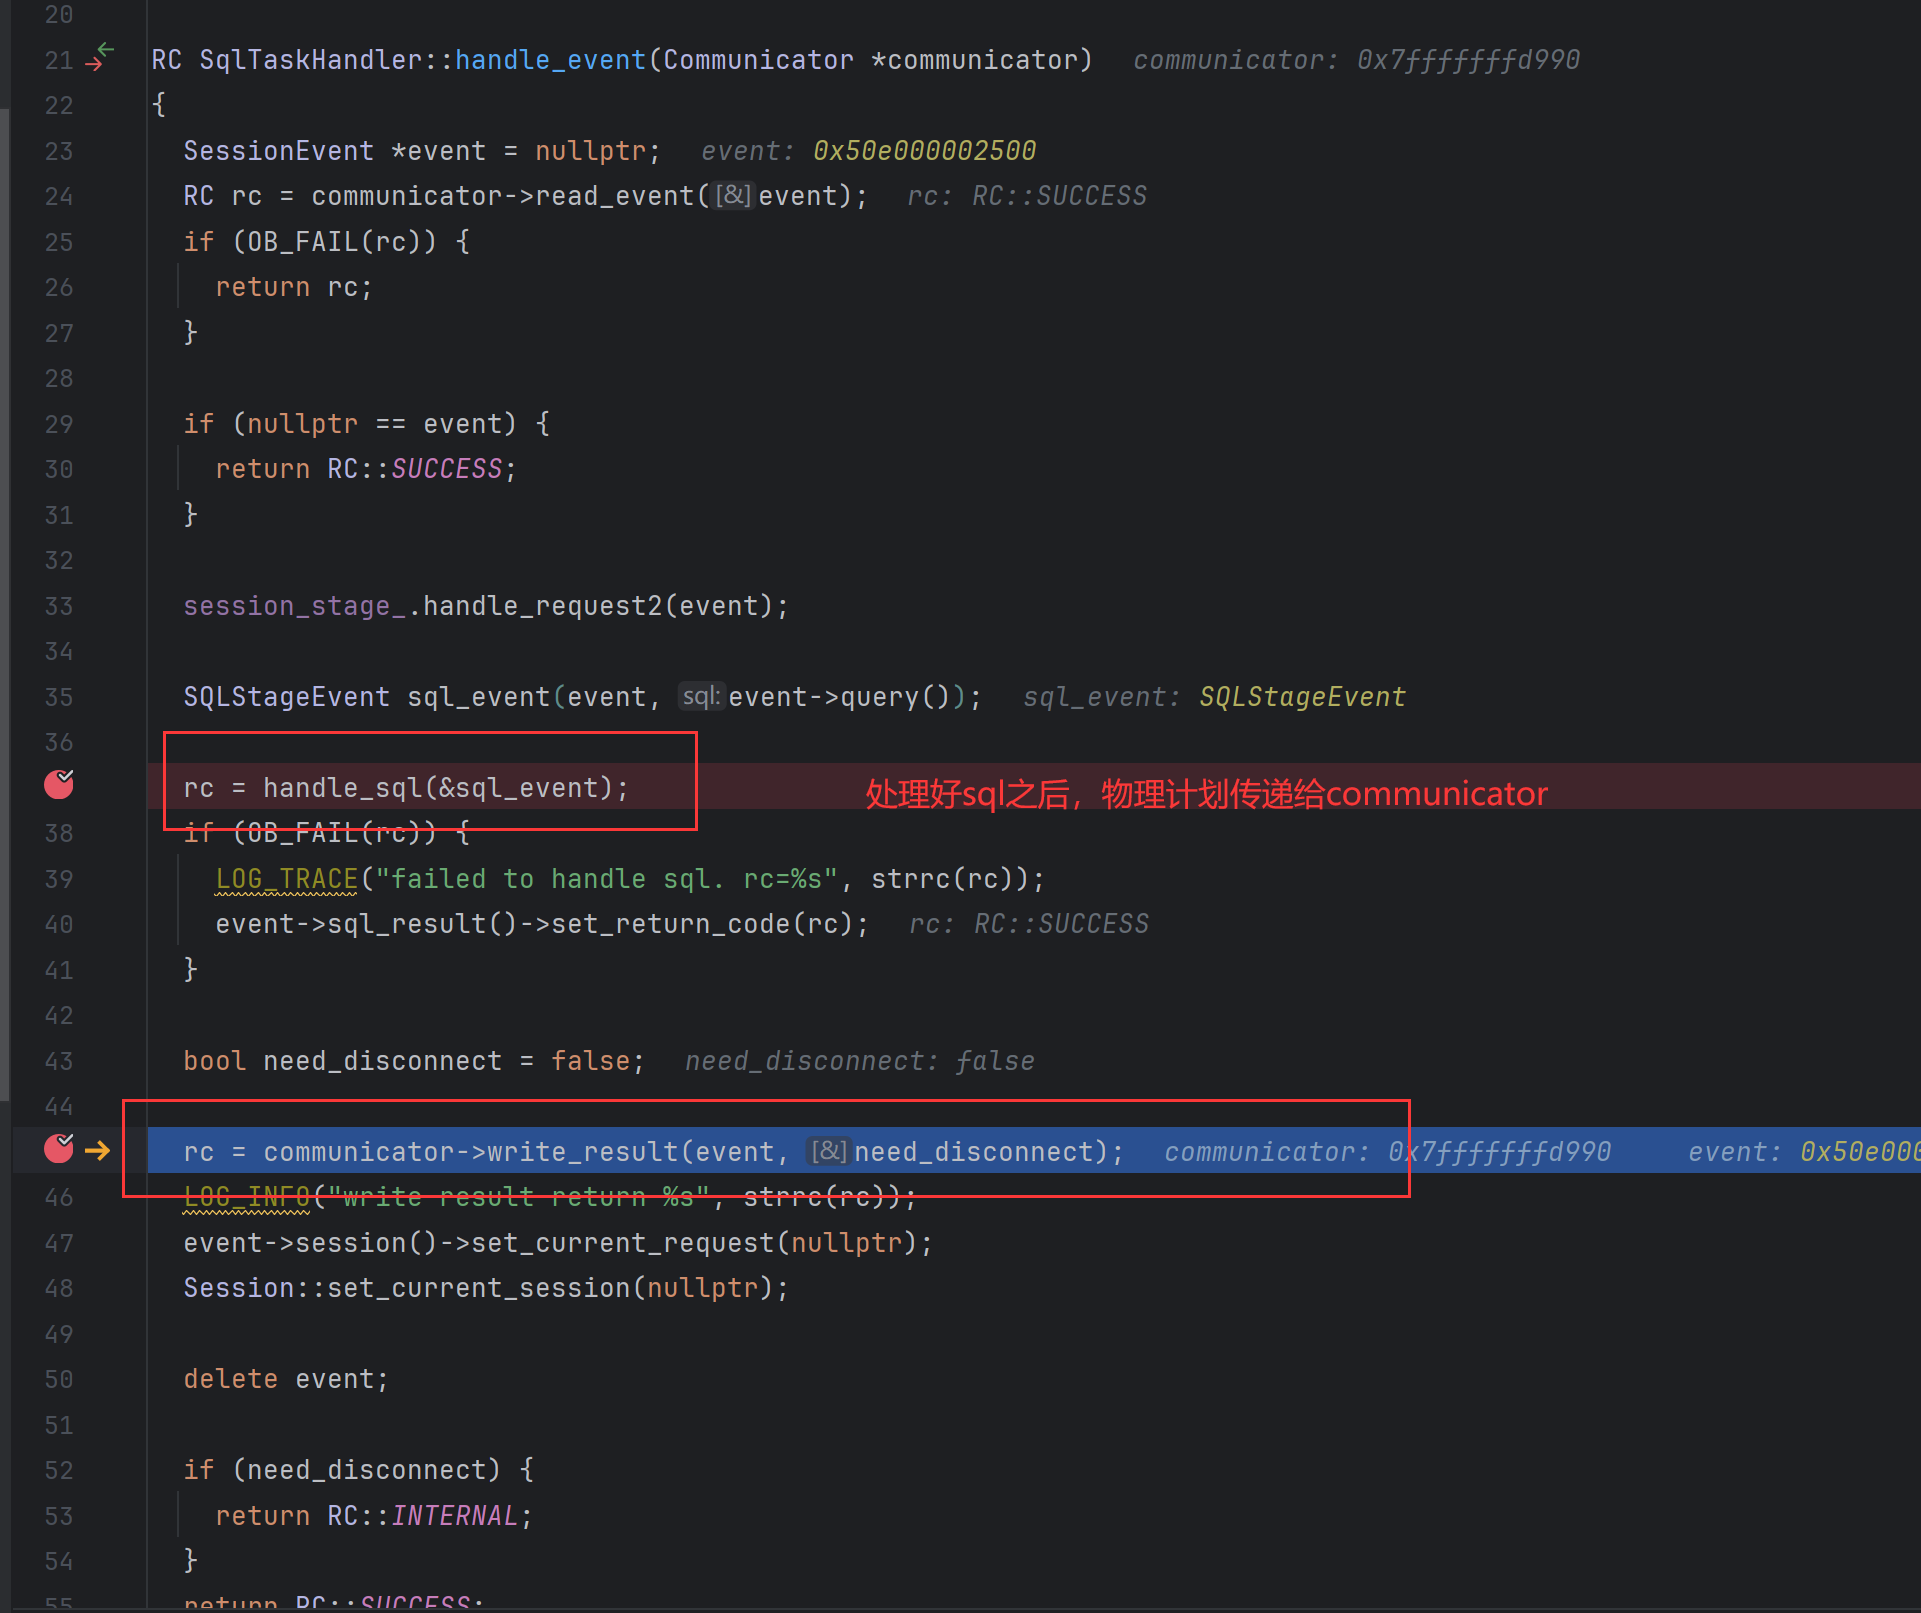 20
21 RC SqlTaskHandler::handle_event(Communicator *communicator) communicator: 0x7fffffffd990
22 {
23 SessionEvent *event = nullptr; event: 0x50e000002500
24 RC rc = communicator->read_event([&]event); rc: RC::SUCCESS
25 if (OB_FAIL(rc)) {
26 return rc;
27 }
28
29 if (nullptr == event) {
30 return RC::SUCCESS;
31 }
32
33 session_stage_.handle_request2(event);
34
35 SQLStageEvent sql_event(event, sql:event->query()); sql_event: SQLStageEvent
36
rc = handle_sql(&sql_event); 处理好sql之后，物理计划传递给communicator
38 if (OB_FAIL(rc)) {
39 LOG_TRACE("failed to handle sql. rc=%s", strrc(rc));
40 event->sql_result()->set_return_code(rc); rc: RC::SUCCESS
41 }
42
43 bool need_disconnect = false; need_disconnect: false
44
rc = communicator->write_result(event, [&]need_disconnect); communicator: 0x7fffffffd990 event: 0x50e000
46 LOG_INFO("write result return %s", strrc(rc));
47 event->session()->set_current_request(nullptr);
48 Session::set_current_session(nullptr);
49
50 delete event;
51
52 if (need_disconnect) {
53 return RC::INTERNAL;
54 }
55 return RC::SUCCESS;